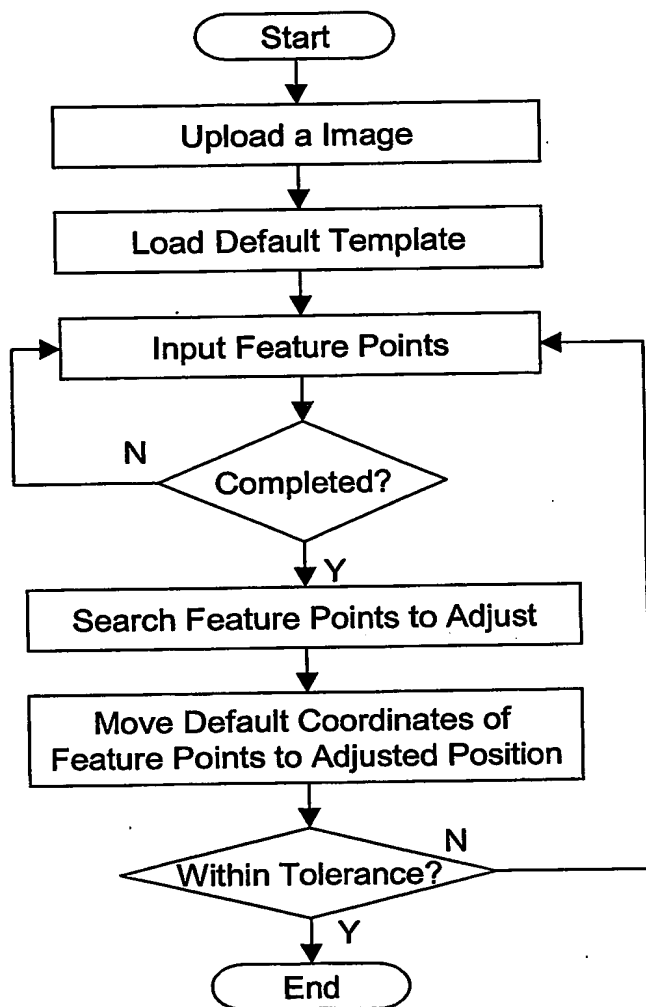 Start
Upload a Image
Load Default Template
Input Feature Points
N
Completed?
Y
Search Feature Points to Adjust
Move Default Coordinates of
Feature Points to Adjusted Position
N
Within Tolerance?
Y
End